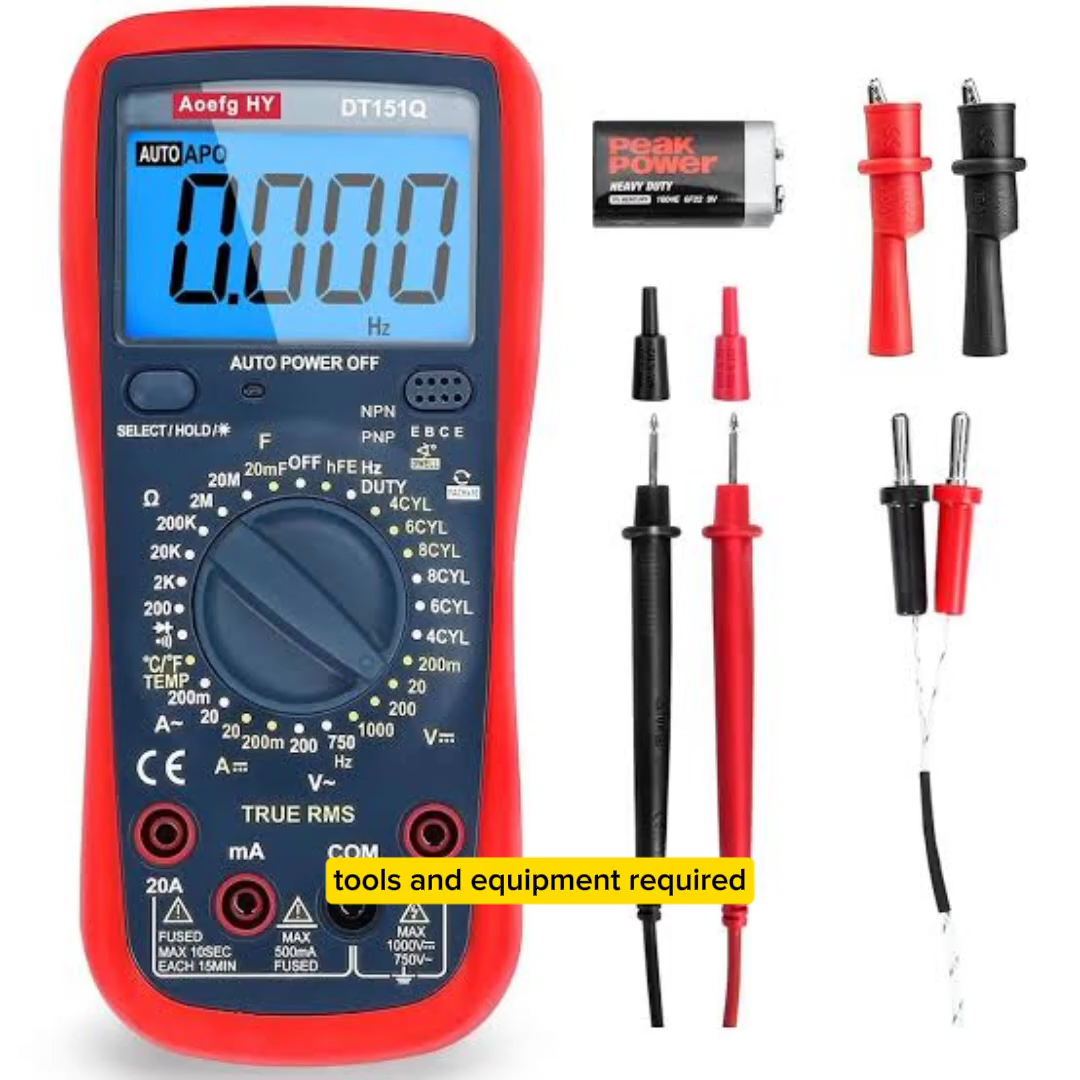 Aoefg HY
DT151Q
AUTO APO
0.000
Hz
AUTO POWER OFF
SELECT / HOLD / ☀
NPN
PNP
E B C E
F
20mF
OFF
hFE
Hz
DUTY
20M
2M
Ω
200K
20K
2K
200
°C/°F
TEMP
200m
20
A~
4CYL
6CYL
8CYL
8CYL
6CYL
4CYL
200m
20
200
1000
V⎓
20
200m
200
750
Hz
A⎓
V~
CE
TRUE RMS
mA
COM
20A
FUSED
MAX 10SEC
EACH 15MIN
MAX
500mA
FUSED
MAX
1000V⎓
750V~
tools and equipment required
Peak
Power
HEAVY DUTY
9V